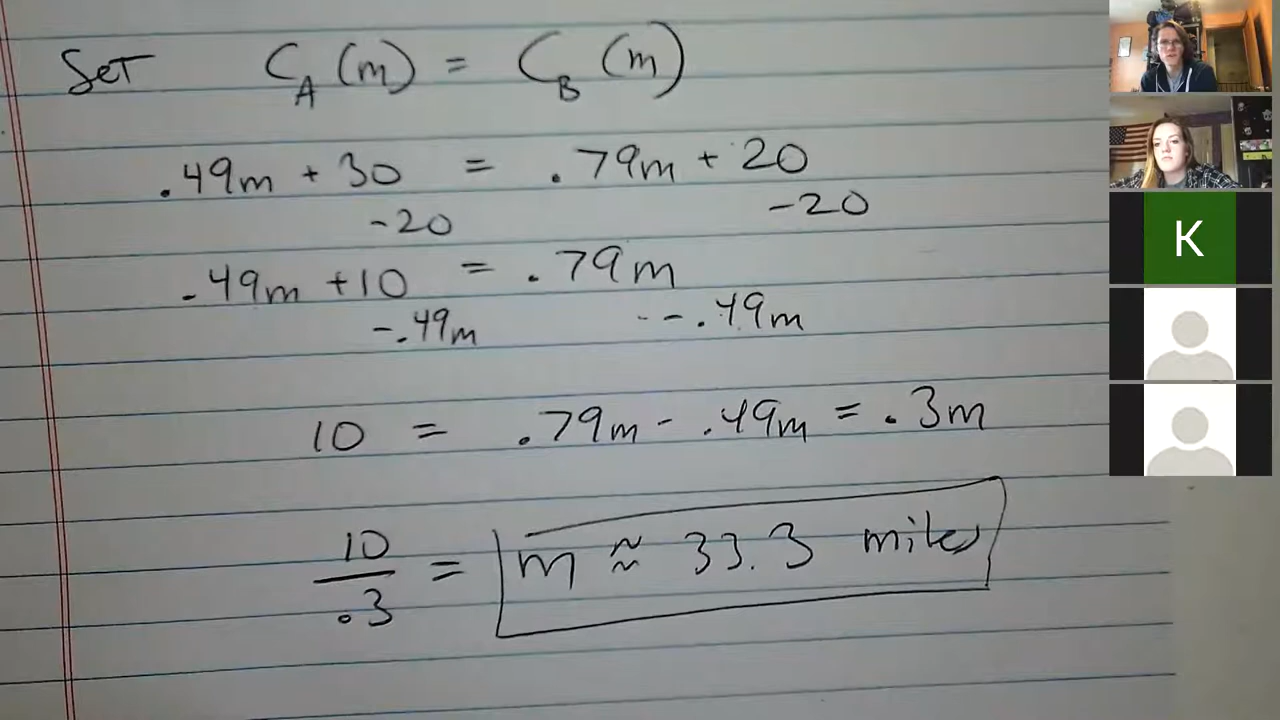 Set C_A (m) = C_B (m)
.49m + 30 = .79m + 20
-20 -20
.49m +10 = .79m
-.49m --.49m
10 = .79m - .49m = .3m
10/.3 = m ≈ 33.3 miles
K